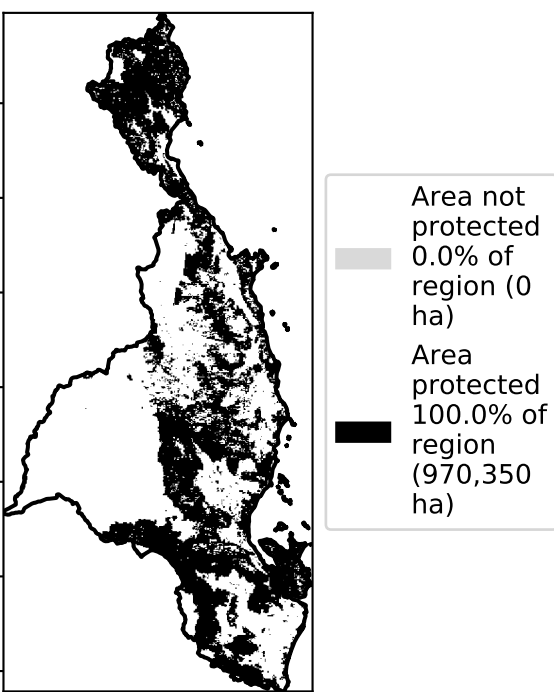 Area not
protected
0.0% of
region (0
ha)
Area
protected
100.0% of
region
(970,350
ha)